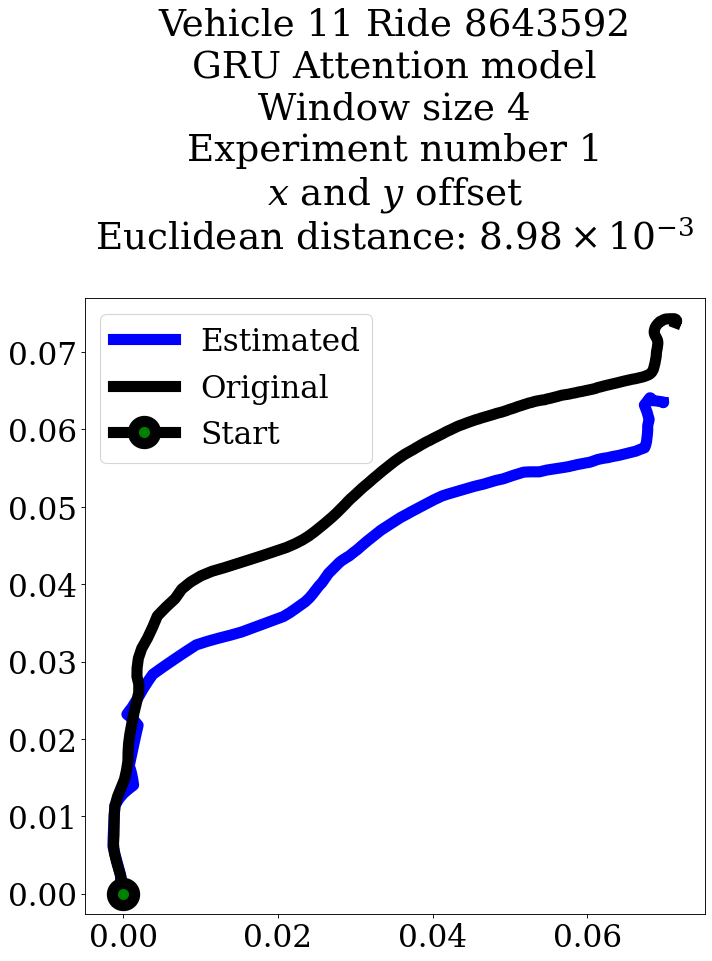 Vehicle 11 Ride 8643592
GRU Attention model
Window size 4
Experiment number 1
x and y offset
Euclidean distance: 8.98 × 10⁻³
Estimated
Original
Start
0.07
0.06
0.05
0.04
0.03
0.02
0.01
0.00
0.00 0.02 0.04 0.06